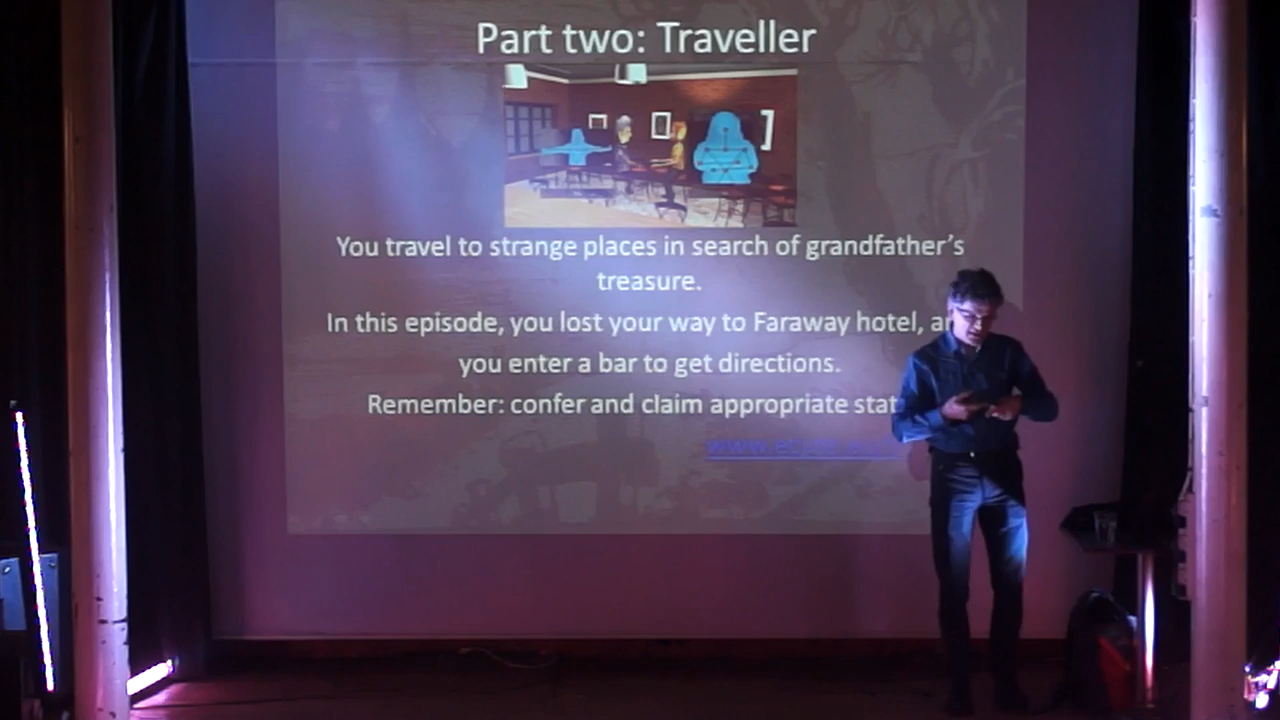 Part two: Traveller
You travel to strange places in search of grandfather's
treasure.
In this episode, you lost your way to Faraway hotel,
you enter a bar to get directions.
Remember: confer and claim appropriate